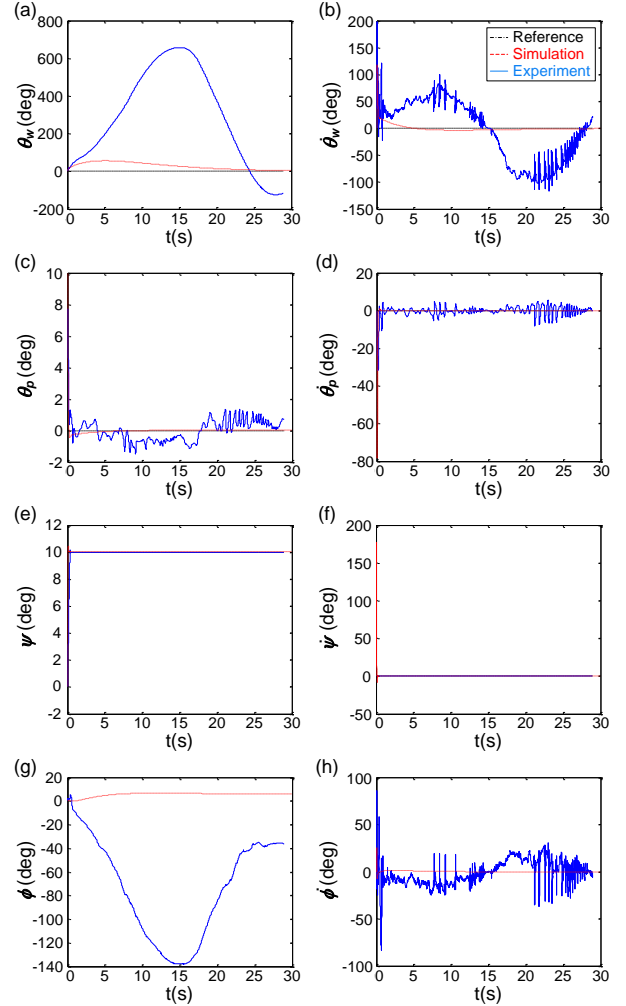 (a)
800
600
400
200
0
-200
0 5 10 15 20 25 30
t(s)
θw (deg)
(b)
200
150
100
50
0
-50
-100
-150
0 5 10 15 20 25 30
t(s)
θ̇w (deg)
Reference
Simulation
Experiment
(c)
10
8
6
4
2
0
-2
0 5 10 15 20 25 30
t(s)
θp (deg)
(d)
20
0
-20
-40
-60
-80
0 5 10 15 20 25 30
t(s)
θ̇p (deg)
(e)
12
10
8
6
4
2
0
-2
0 5 10 15 20 25 30
t(s)
ψ (deg)
(f)
200
150
100
50
0
-50
0 5 10 15 20 25 30
t(s)
ψ̇ (deg)
(g)
20
0
-20
-40
-60
-80
-100
-120
-140
0 5 10 15 20 25 30
t(s)
ϕ (deg)
(h)
100
50
0
-50
-100
0 5 10 15 20 25 30
t(s)
ϕ̇ (deg)